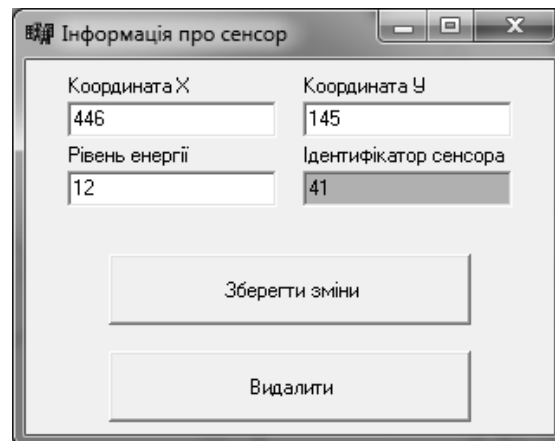 Інформація про сенсор
Координата X
Координата У
446
145
Рівень енергії
Ідентифікатор сенсора
12
41
Зберегти зміни
Видалити